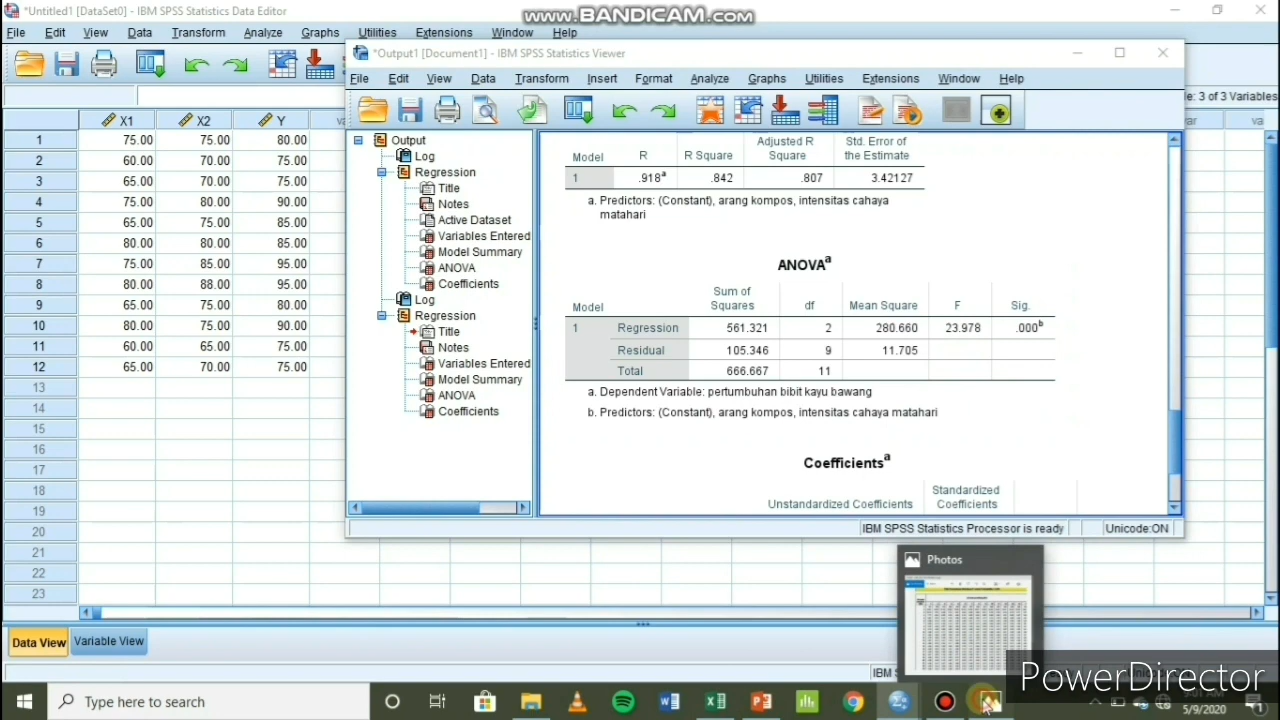 *Untitled1 [DataSet0] - IBM SPSS Statistics Data Editor
www.BANDICAM.com
File Edit View Data Transform Analyze Graphs Utilities Extensions Window Help
*Output1 [Document1] - IBM SPSS Statistics Viewer
File Edit View Data Transform Insert Format Analyze Graphs Utilities Extensions Window Help
e: 3 of 3 Variables
X1 X2 Y
1 75.00 75.00 80.00
2 60.00 70.00 75.00
3 65.00 70.00 75.00
4 75.00 80.00 90.00
5 65.00 75.00 85.00
6 80.00 80.00 85.00
7 75.00 85.00 95.00
8 80.00 88.00 95.00
9 65.00 75.00 80.00
10 80.00 75.00 90.00
11 60.00 65.00 75.00
12 65.00 70.00 75.00
13
14
15
16
17
18
19
20
21
22
23
Output
Log
Regression
Title
Notes
Active Dataset
Variables Entered
Model Summary
ANOVA
Coefficients
Log
Regression
Title
Notes
Variables Entered
Model Summary
ANOVA
Coefficients
Model R R Square Adjusted R Square Std. Error of the Estimate
1 .918a .842 .807 3.42127
a. Predictors: (Constant), arang kompos, intensitas cahaya
matahari
ANOVAa
Model Sum of Squares df Mean Square F Sig.
1 Regression 561.321 2 280.660 23.978 .000b
Residual 105.346 9 11.705
Total 666.667 11
a. Dependent Variable: pertumbuhan bibit kayu bawang
b. Predictors: (Constant), arang kompos, intensitas cahaya matahari
Coefficientsa
Unstandardized Coefficients Standardized Coefficients
IBM SPSS Statistics Processor is ready Unicode:ON
Photos
Data View Variable View
IBM
PowerDirector
Type here to search
5/9/2020